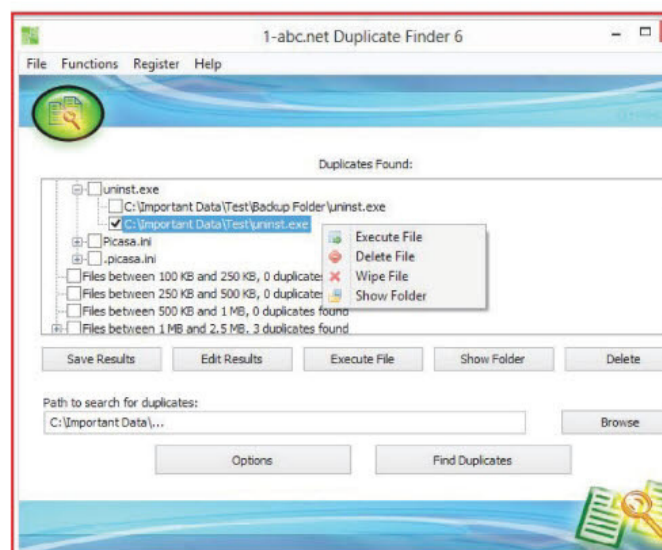 1-abc.net Duplicate Finder 6
File Functions Register Help
Duplicates Found:
uninst.exe
C:\Important Data\Test\Backup Folder\uninst.exe
C:\Important Data\Test\uninst.exe
Execute File
Picasa.ini
Delete File
.picasa.ini
Wipe File
Files between 100 KB and 250 KB, 0 duplicates
Files between 250 KB and 500 KB, 0 duplicates
Show Folder
Files between 500 KB and 1 MB, 0 duplicates found
Files between 1 MB and 2.5 MB, 3 duplicates found
Save Results Edit Results Execute File Show Folder Delete
Path to search for duplicates:
C:\Important Data\...
Browse
Options Find Duplicates